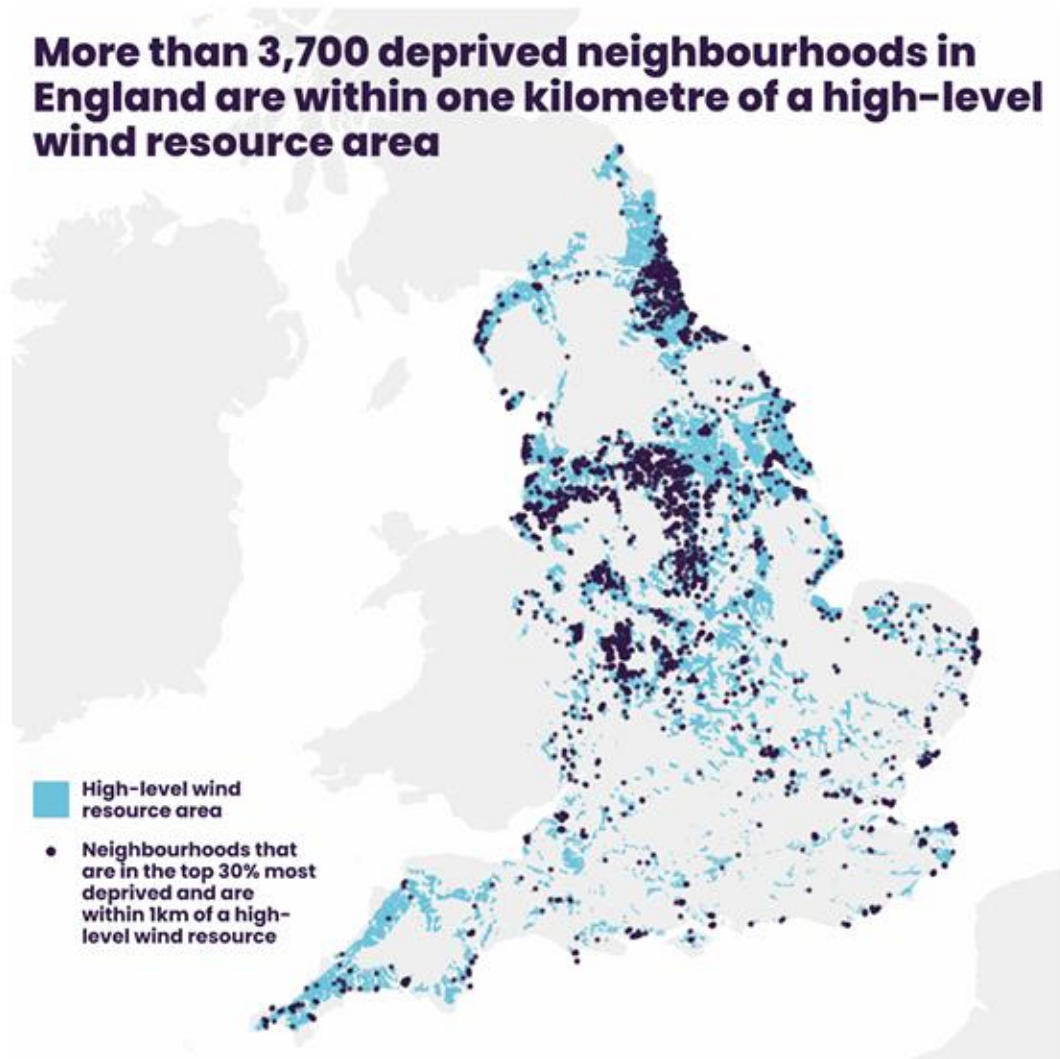 More than 3,700 deprived neighbourhoods in
England are within one kilometre of a high-level
wind resource area
High-level wind
resource area
Neighbourhoods that
are in the top 30% most
deprived and are
within 1km of a high-
level wind resource